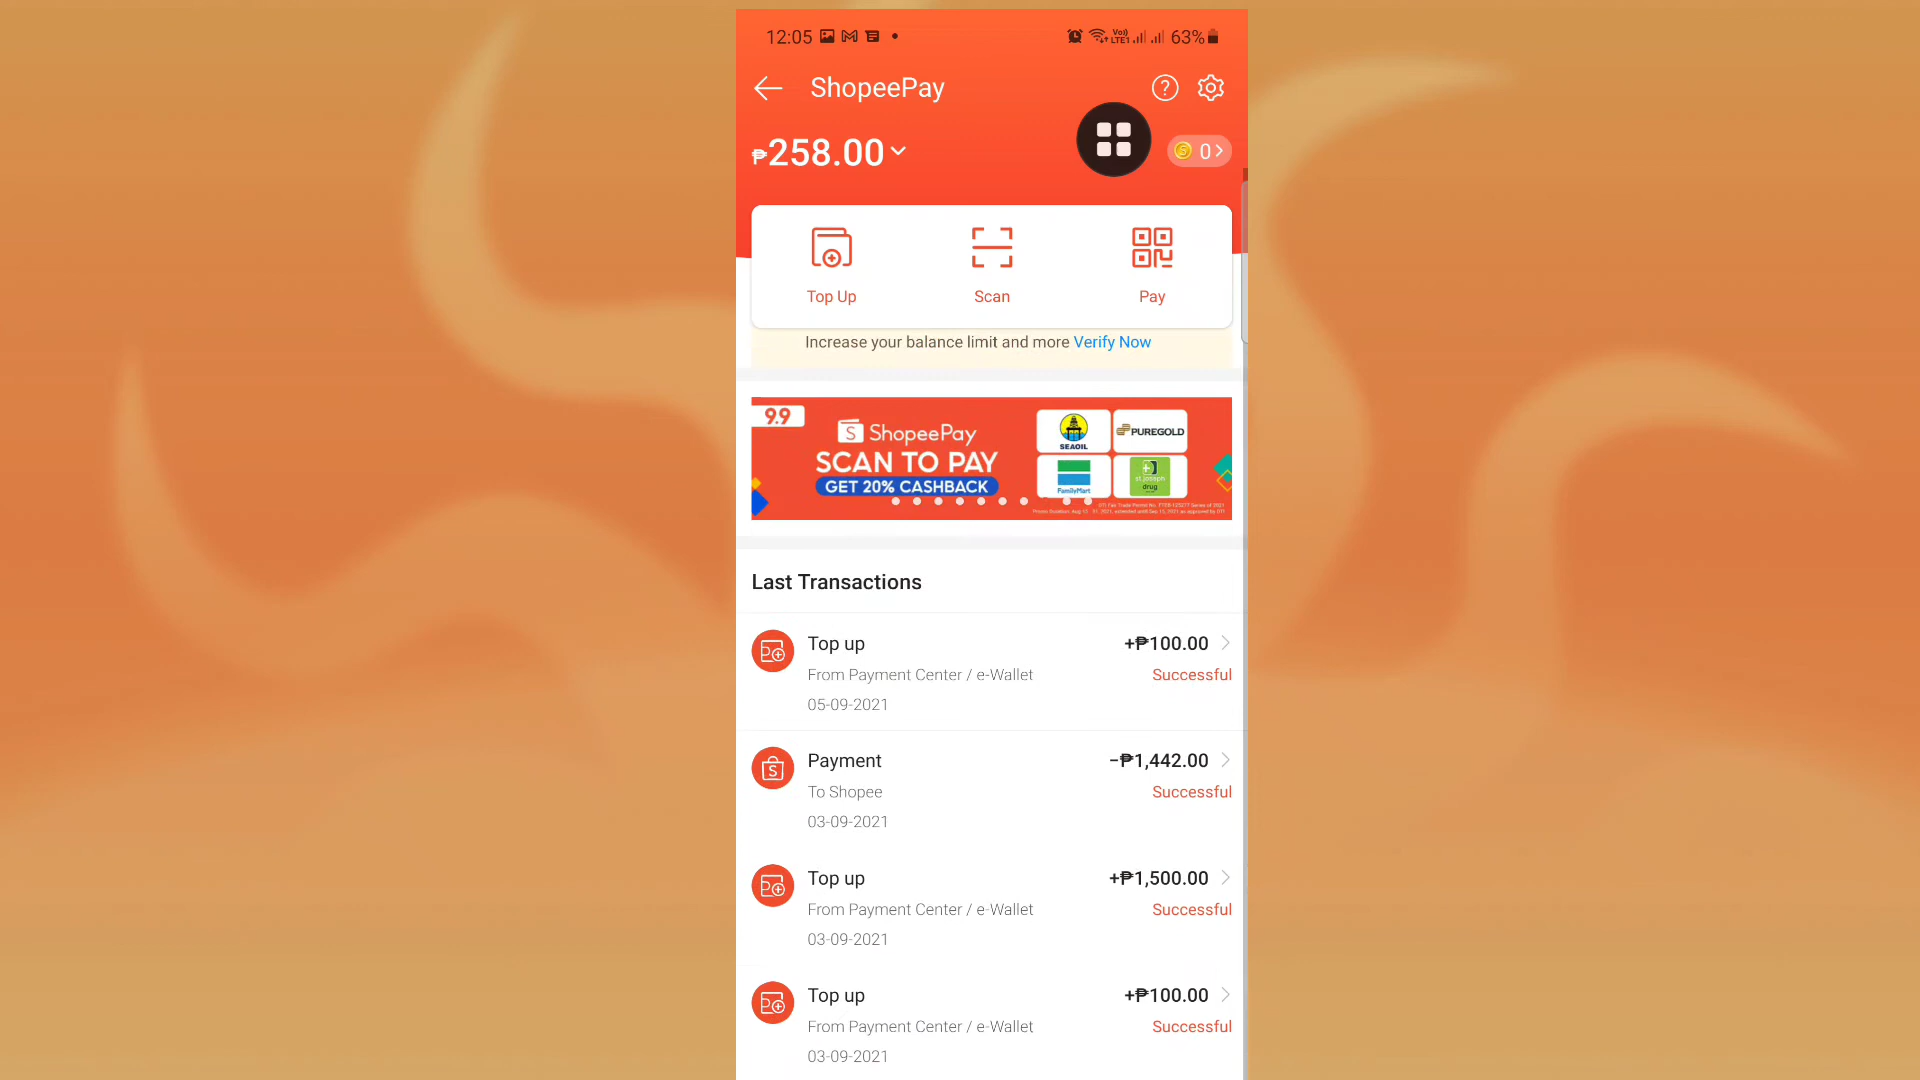 12:05
Vo)) LTE1 63%
ShopeePay
₱258.00
0
Top Up
Scan
Pay
Increase your balance limit and more Verify Now
9.9
ShopeePay
SCAN TO PAY
GET 20% CASHBACK
SEAOIL
PUREGOLD
FamilyMart
st.joseph
drug
Last Transactions
Top up
+₱100.00
From Payment Center / e-Wallet
Successful
05-09-2021
Payment
-₱1,442.00
To Shopee
Successful
03-09-2021
Top up
+₱1,500.00
From Payment Center / e-Wallet
Successful
03-09-2021
Top up
+₱100.00
From Payment Center / e-Wallet
Successful
03-09-2021